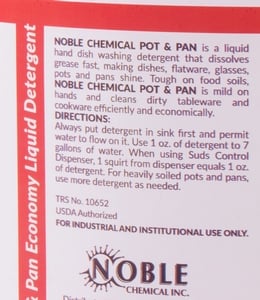 NOBLE CHEMICAL POT & PAN is a liquid
hand dish washing detergent that dissolves
grease fast, making dishes, flatware, glasses,
pots and pans shine. Tough on food soils,
NOBLE CHEMICAL POT & PAN is mild on
hands and cleans dirty tableware and
cookware efficiently and economically.
DIRECTIONS:
Always put detergent in sink first and permit
water to flow on it. Use 1 oz. of detergent to 7
gallons of water. When using Suds Control
Dispenser, 1 squirt from dispenser equals 1 oz.
of detergent. For heavily soiled pots and pans,
use more detergent as needed.
TRS No. 10652
USDA Authorized
FOR INDUSTRIAL AND INSTITUTIONAL USE ONLY.
NOBLE
CHEMICAL INC.
& Pan Economy Liquid Detergent